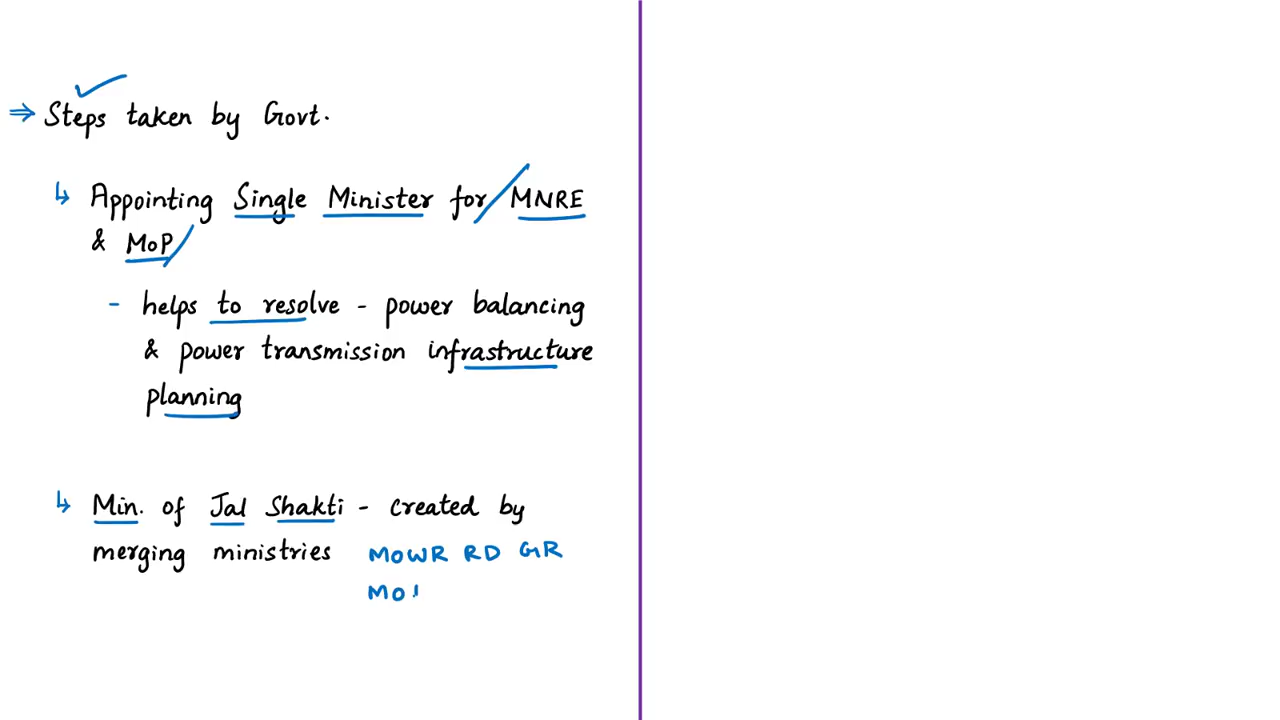 ⇒ Steps taken by Govt.
↳ Appointing Single Minister for MNRE
& MoP
- helps to resolve - power balancing
& power transmission infrastructure
planning
↳ Min. of Jal Shakti - created by
merging ministries MOWR RD GR
MO